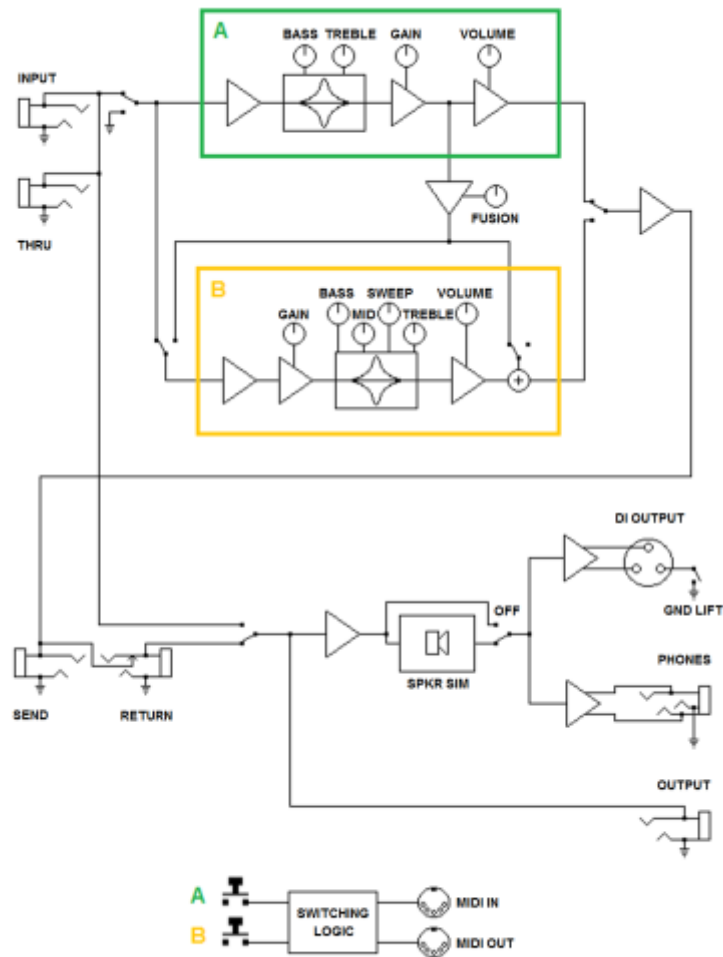 A
BASS TREBLE GAIN VOLUME
INPUT
THRU
FUSION
B
BASS SWEEP VOLUME
GAIN MID TREBLE
DI OUTPUT
GND LIFT
OFF
SPKR SIM
PHONES
SEND RETURN
OUTPUT
A
SWITCHING
LOGIC
MIDI IN
B
MIDI OUT